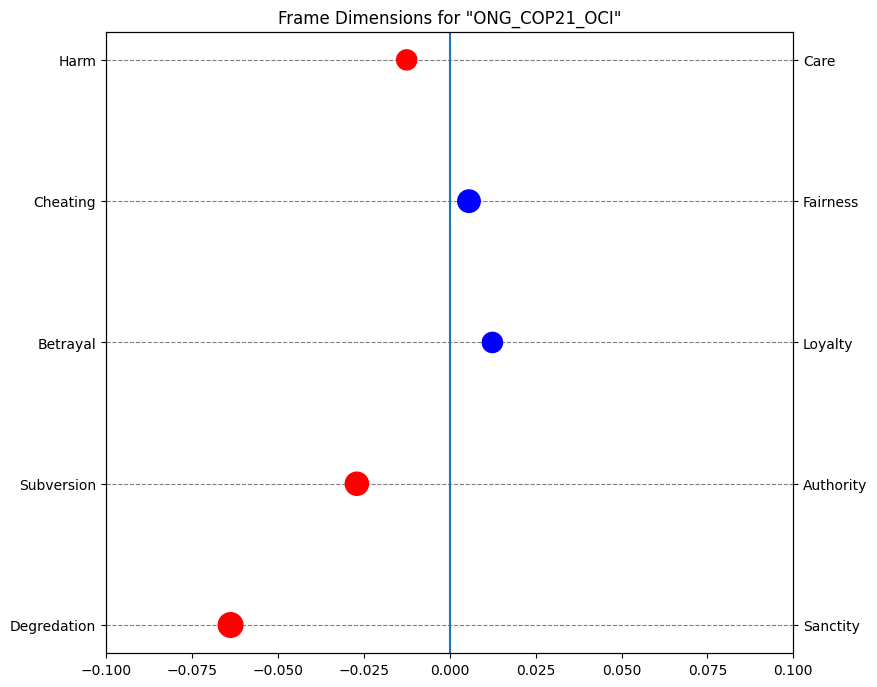 Frame Dimensions for "ONG_COP21_OCI"
Harm
Care
Cheating
Fairness
Betrayal
Loyalty
Subversion
Authority
Degredation
Sanctity
−0.100 −0.075 −0.050 −0.025 0.000 0.025 0.050 0.075 0.100